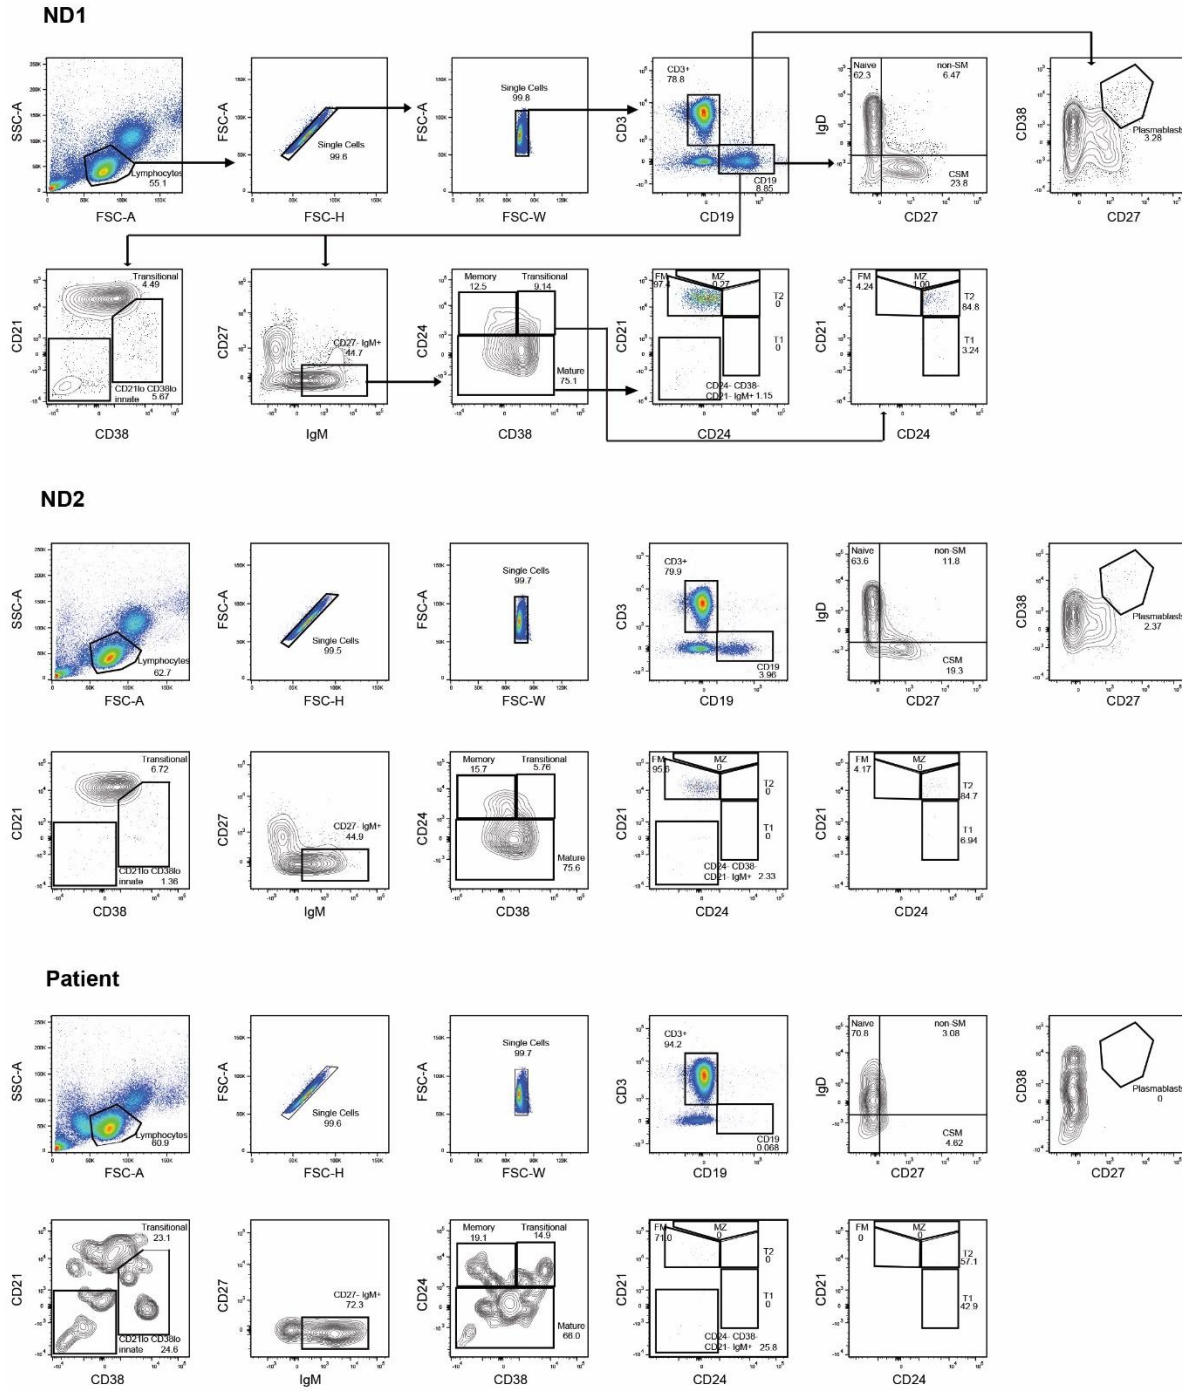 ND1
SSC-A
Lymphocytes
55.1
FSC-A
FSC-A
Single Cells
99.6
FSC-H
FSC-A
Single Cells
99.8
FSC-W
CD3
CD3+
78.8
CD19
8.85
CD19
IgD
Naive
62.3
non-SM
6.47
CSM
23.8
CD27
CD38
Plasmablasts
3.28
CD27
CD21
Transitional
4.49
CD21lo CD38lo
innate 5.67
CD38
CD27
CD27- IgM+
44.7
IgM
CD24
Memory
12.5
Transitional
9.14
Mature
75.1
CD38
CD21
FM
97.4
MZ
0.27
T2
0
T1
0
CD24- CD38-
CD21- IgM+ 1.15
CD24
CD21
FM
4.24
MZ
1.00
T2
84.8
T1
3.24
CD24
ND2
SSC-A
Lymphocytes
62.7
FSC-A
FSC-A
Single Cells
99.5
FSC-H
FSC-A
Single Cells
99.7
FSC-W
CD3
CD3+
79.9
CD19
3.96
CD19
IgD
Naive
63.6
non-SM
11.8
CSM
19.3
CD27
CD38
Plasmablasts
2.37
CD27
CD21
Transitional
6.72
CD21lo CD38lo
innate 1.36
CD38
CD27
CD27- IgM+
44.9
IgM
CD24
Memory
15.7
Transitional
5.76
Mature
75.6
CD38
CD21
FM
95.6
MZ
0
T2
0
T1
0
CD24- CD38-
CD21- IgM+ 2.33
CD24
CD21
FM
4.17
MZ
0
T2
84.7
T1
6.94
CD24
Patient
SSC-A
Lymphocytes
60.9
FSC-A
FSC-A
Single Cells
99.6
FSC-H
FSC-A
Single Cells
99.7
FSC-W
CD3
CD3+
94.2
CD19
0.068
CD19
IgD
Naive
70.8
non-SM
3.08
CSM
4.62
CD27
CD38
Plasmablasts
0
CD27
CD21
Transitional
23.1
CD21lo CD38lo
innate 24.6
CD38
CD27
CD27- IgM+
72.3
IgM
CD24
Memory
19.1
Transitional
14.9
Mature
66.0
CD38
CD21
FM
71.0
MZ
0
T2
0
T1
0
CD24- CD38-
CD21- IgM+ 25.8
CD24
CD21
FM
0
MZ
0
T2
57.1
T1
42.9
CD24